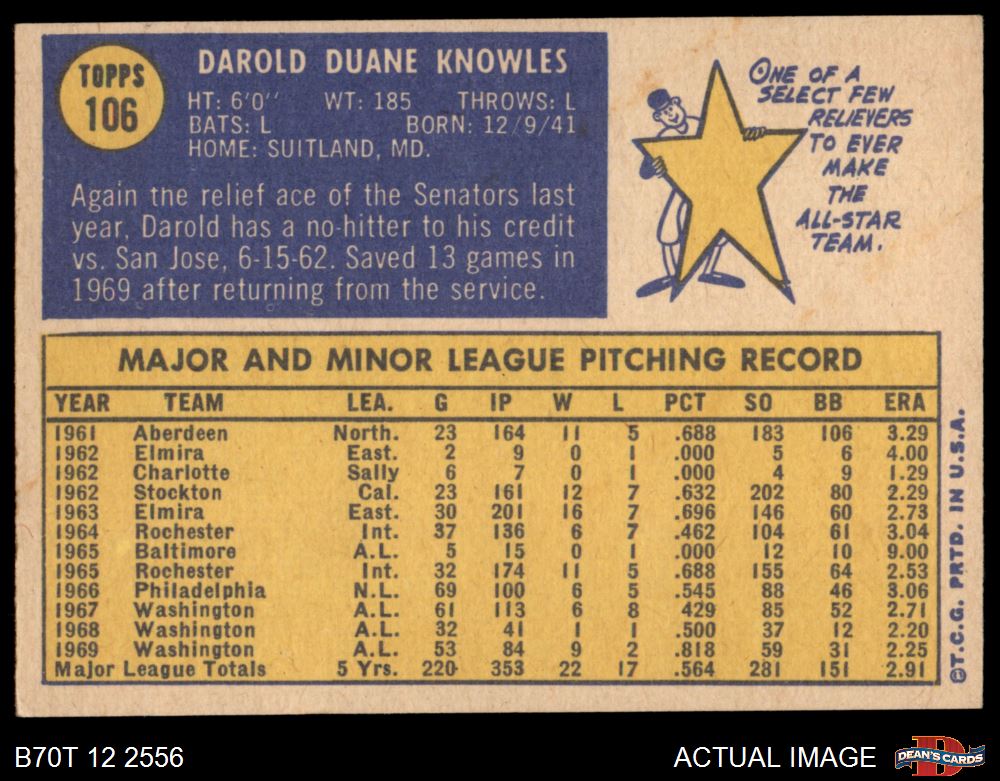 TOPPS
106
DAROLD DUANE KNOWLES
HT: 6'0" WT: 185 THROWS: L
BATS: L BORN: 12/9/41
HOME: SUITLAND, MD.
Again the relief ace of the Senators last
year, Darold has a no-hitter to his credit
vs. San Jose, 6-15-62. Saved 13 games in
1969 after returning from the service.
ONE OF A
SELECT FEW
RELIEVERS
TO EVER
MAKE
THE
ALL-STAR
TEAM.
MAJOR AND MINOR LEAGUE PITCHING RECORD
YEAR TEAM LEA. G IP W L PCT SO BB ERA
1961 Aberdeen North. 23 164 11 5 .688 183 106 3.29
1962 Elmira East. 2 9 0 1 .000 5 6 4.00
1962 Charlotte Sally 6 7 0 1 .000 4 9 1.29
1962 Stockton Cal. 23 161 12 7 .632 202 80 2.29
1963 Elmira East. 30 201 16 7 .696 146 60 2.73
1964 Rochester Int. 37 136 6 7 .462 104 61 3.04
1965 Baltimore A.L. 5 15 0 1 .000 12 10 9.00
1965 Rochester Int. 32 174 11 5 .688 155 64 2.53
1966 Philadelphia N.L. 69 100 6 5 .545 88 46 3.06
1967 Washington A.L. 61 113 6 8 429 85 52 2.71
1968 Washington A.L. 32 41 1 1 .500 37 12 2.20
1969 Washington A.L. 53 84 9 2 .818 59 31 2.25
Major League Totals 5 Yrs. 220 353 22 17 .564 281 151 2.91
©T.C.G. PRTD. IN U.S.A.
B70T 12 2556
ACTUAL IMAGE
D
DEAN'S CARDS